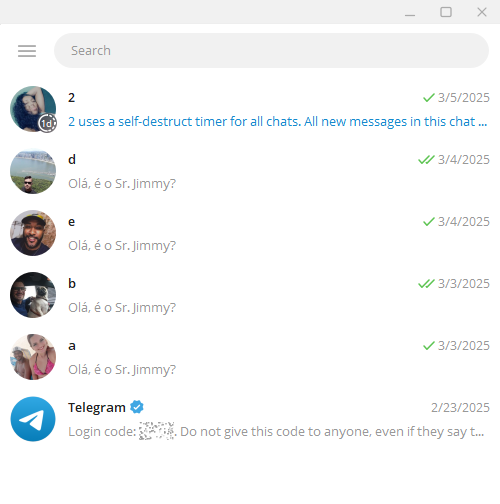 Search
2 3/5/2025
1d
2 uses a self-destruct timer for all chats. All new messages in this chat ...
d 3/4/2025
Olá, é o Sr. Jimmy?
e 3/4/2025
Olá, é o Sr. Jimmy?
b 3/3/2025
Olá, é o Sr. Jimmy?
a 3/3/2025
Olá, é o Sr. Jimmy?
Telegram 2/23/2025
Login code: . Do not give this code to anyone, even if they say t...